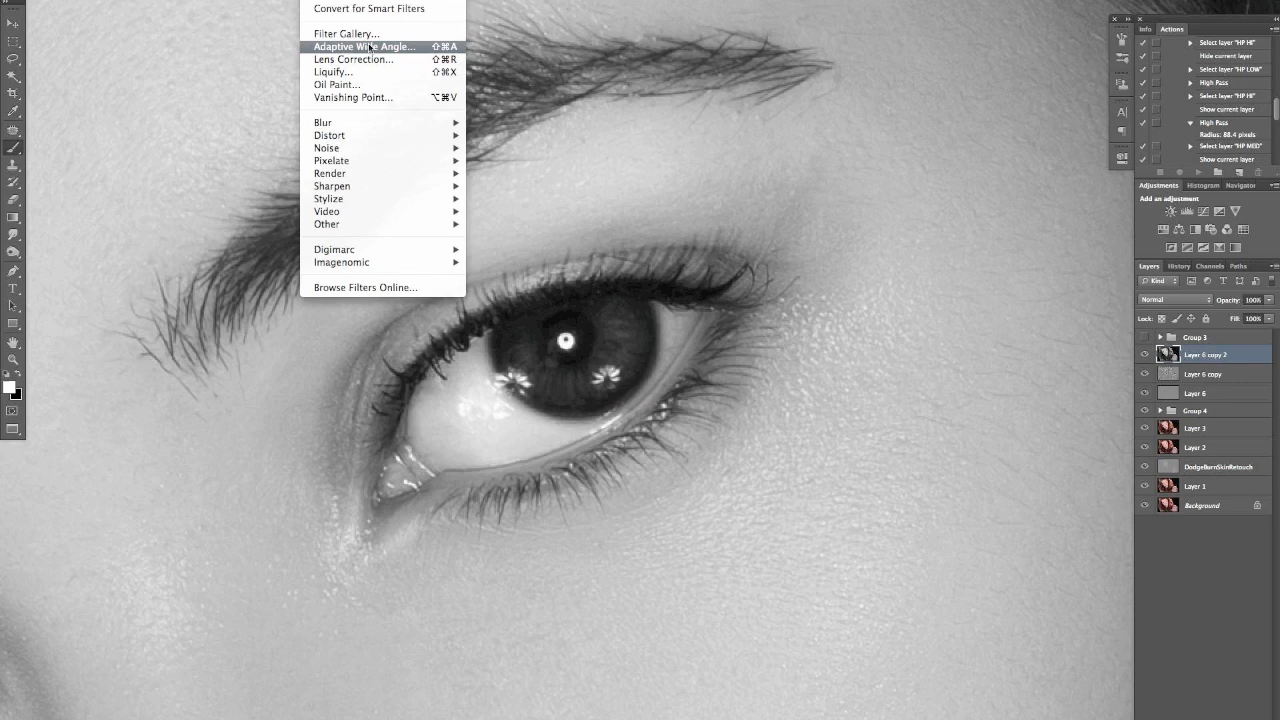 Convert for Smart Filters
Filter Gallery...
Adaptive Wide Angle... ⇧⌘A
Lens Correction... ⇧⌘R
Liquify... ⇧⌘X
Oil Paint...
Vanishing Point... ⌥⌘V
Blur
Distort
Noise
Pixelate
Render
Sharpen
Stylize
Video
Other
Digimarc
Imagenomic
Browse Filters Online...
Info Actions
Select layer "HP HI"
Hide current layer
Select layer "HP LOW"
High Pass
Select layer "HP HI"
Show current layer
High Pass
Radius: 88.4 pixels
Select layer "HP MED"
Show current layer
Adjustments Histogram Navigator
Add an adjustment
Layers History Channels Paths
Kind
Normal Opacity: 100%
Lock: Fill: 100%
Group 3
Layer 6 copy 2
Layer 6 copy
Layer 6
Group 4
Layer 3
Layer 2
DodgeBurnSkinRetouch
Layer 1
Background